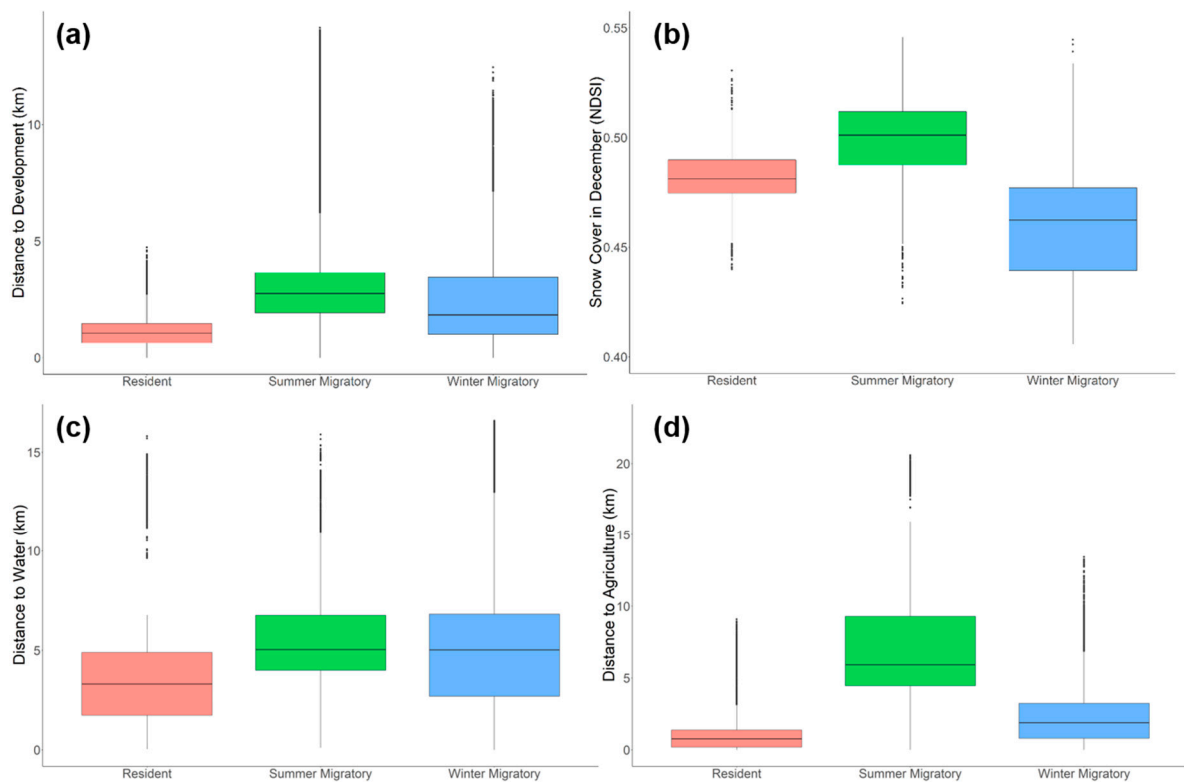 (a)
Distance to Development (km)
10
5
0
Resident Summer Migratory Winter Migratory
(b)
Snow Cover in December (NDSI)
0.55
0.50
0.45
0.40
Resident Summer Migratory Winter Migratory
(c)
Distance to Water (km)
15
10
5
0
Resident Summer Migratory Winter Migratory
(d)
Distance to Agriculture (km)
20
15
10
5
0
Resident Summer Migratory Winter Migratory